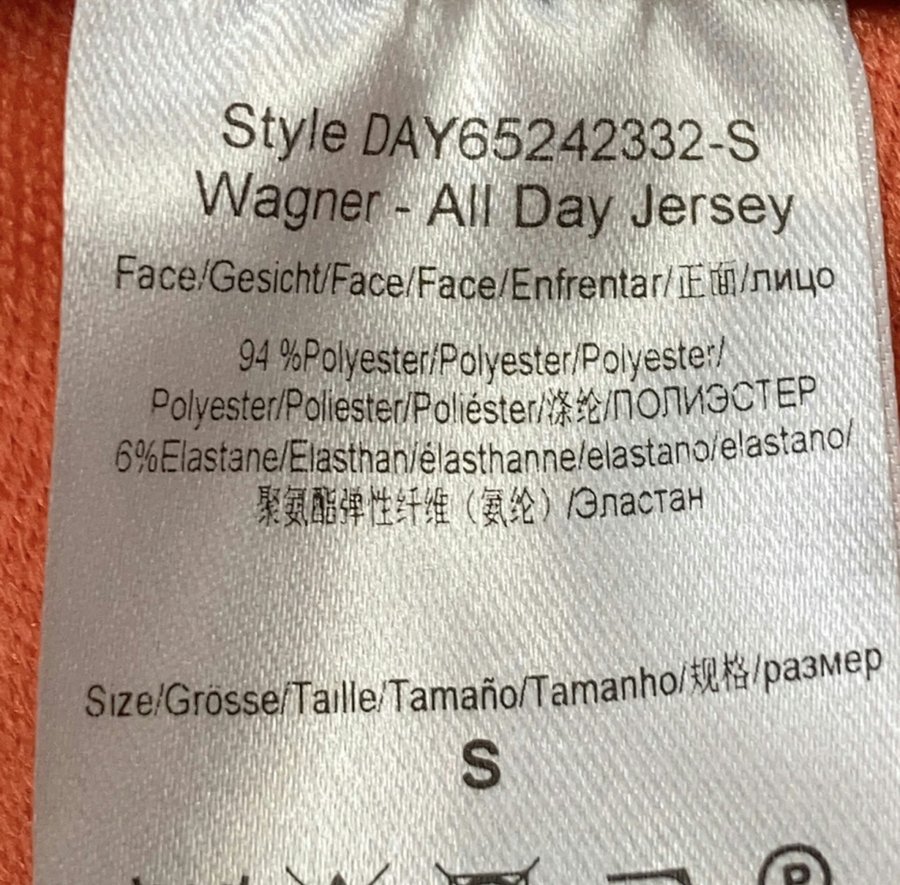 Style DAY65242332-S
Wagner - All Day Jersey
Face/Gesicht/Face/Face/Enfrentar/正面/лицо
94 %Polyester/Polyester/Polyester/
Polyester/Poliester/Poliéster/涤纶/ПОЛИЭСТЕР
6%Elastane/Elasthan/élasthanne/elastano/elastano/
聚氨酯弹性纤维（氨纶）/Эластан
Size/Grösse/Taille/Tamaño/Tamanho/规格/размер
S
P